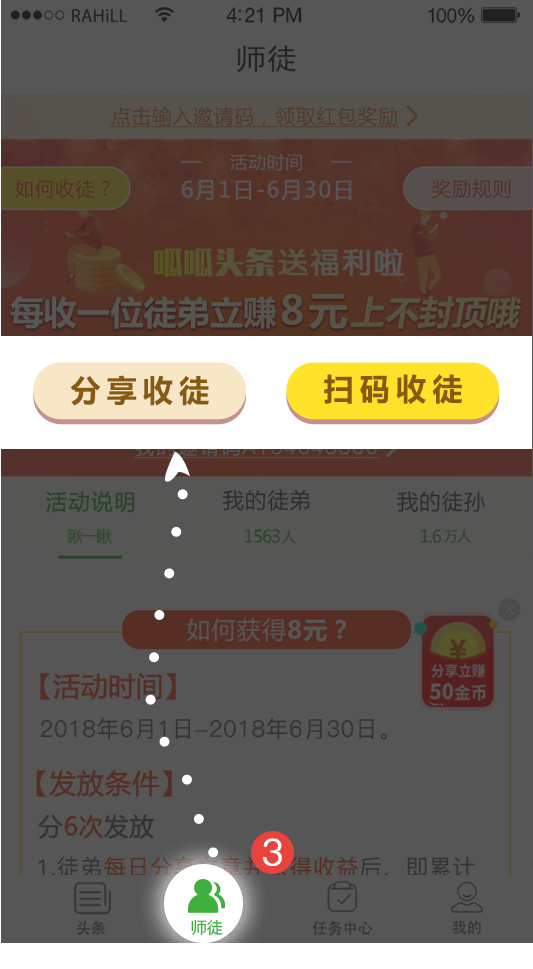 RAHiLL 4:21 PM 100%
师徒
点击输入邀请码，领取红包奖励
活动时间
如何收徒？ 6月1日-6月30日 奖励规则
呱呱头条送福利啦
每收一位徒弟立赚8元上不封顶哦
分享收徒 扫码收徒
我的邀请码
活动说明 我的徒弟 我的徒孙
瞅一瞅 1563人 1.6万人
如何获得8元？
¥
分享立赚
50金币
【活动时间】
2018年6月1日-2018年6月30日。
【发放条件】
分6次发放
1.徒弟每日分享文章并获得收益后，即累计
3
头条 师徒 任务中心 我的